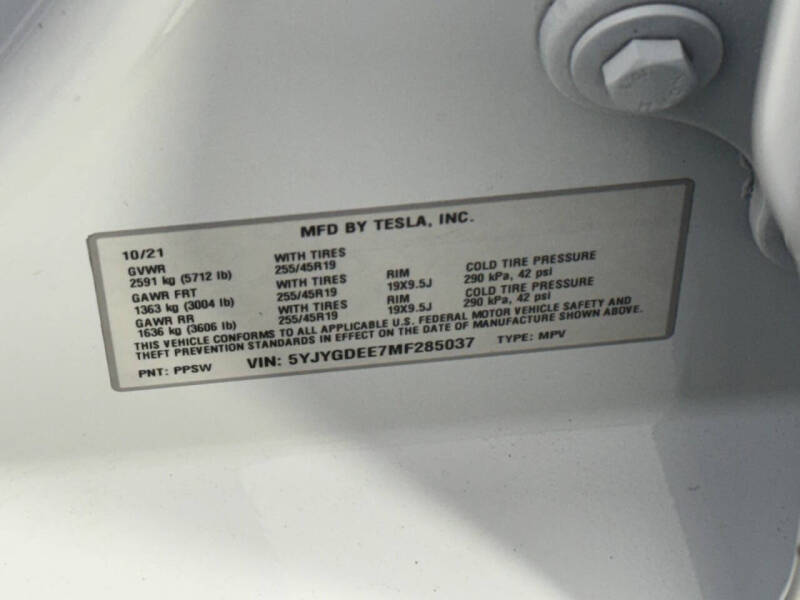 MFD BY TESLA, INC.
10/21
GVWR WITH TIRES RIM COLD TIRE PRESSURE
2591 kg (5712 lb) 255/45R19 19X9.5J 290 kPa, 42 psi
GAWR FRT WITH TIRES RIM COLD TIRE PRESSURE
1363 kg (3004 lb) 255/45R19 19X9.5J 290 kPa, 42 psi
GAWR RR WITH TIRES
1636 kg (3606 lb) 255/45R19
THIS VEHICLE CONFORMS TO ALL APPLICABLE U.S. FEDERAL MOTOR VEHICLE SAFETY AND
THEFT PREVENTION STANDARDS IN EFFECT ON THE DATE OF MANUFACTURE SHOWN ABOVE.
PNT: PPSW VIN: 5YJYGDEE7MF285037 TYPE: MPV